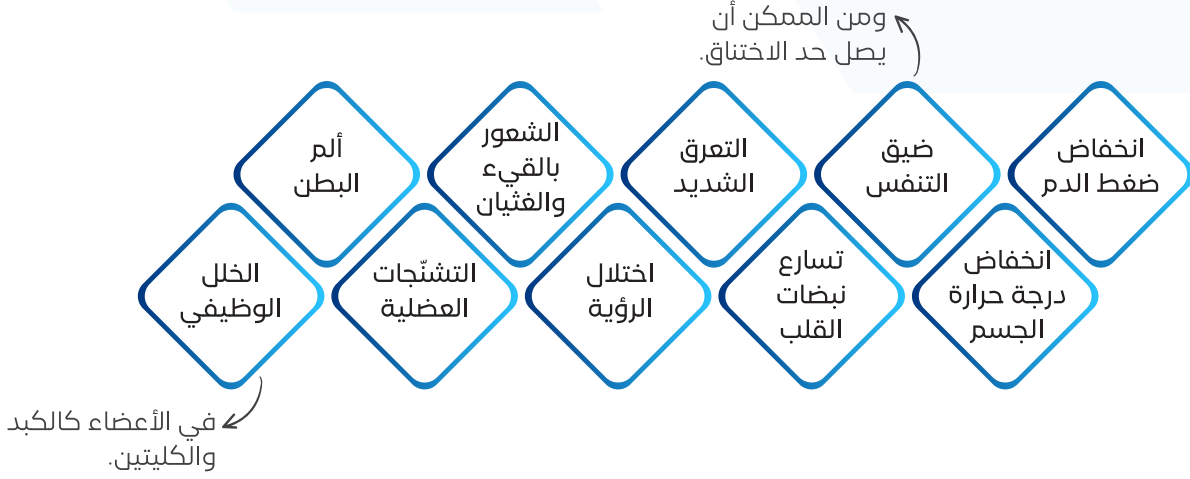 ومن الممكن أن
يصل حد الاختناق.
انخفاض
ضغط الدم
ضيق
التنفس
التعرق
الشديد
الشعور
بالقيء
والغثيان
ألم
البطن
انخفاض
درجة حرارة
الجسم
تسارع
نبضات
القلب
اختلال
الرؤية
التشنّجات
العضلية
الخلل
الوظيفي
في الأعضاء كالكبد
والكليتين.